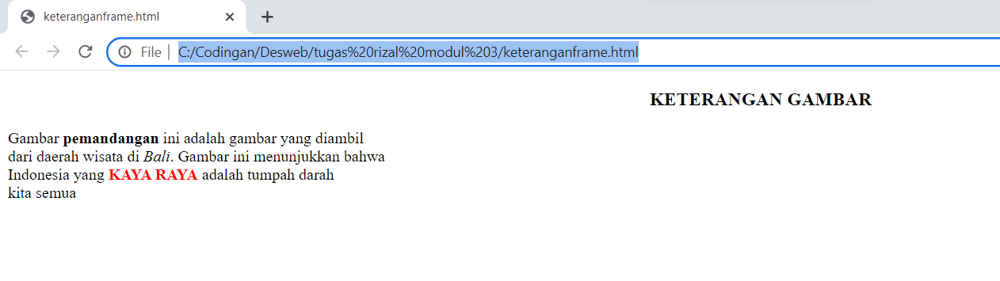 keteranganframe.html
File | C:/Codingan/Desweb/tugas%20rizal%20modul%203/keteranganframe.html
KETERANGAN GAMBAR
Gambar pemandangan ini adalah gambar yang diambil
dari daerah wisata di Bali. Gambar ini menunjukkan bahwa
Indonesia yang KAYA RAYA adalah tumpah darah
kita semua